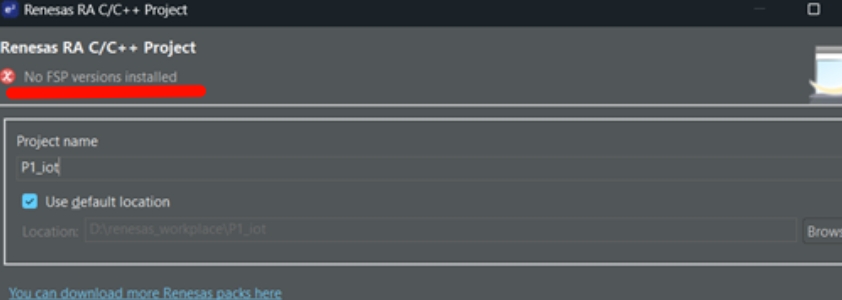 e² Renesas RA C/C++ Project
Renesas RA C/C++ Project
No FSP versions installed
Project name
P1_iot
Use default location
Location: D:\renesas_workplace\P1_iot
Brows
You can download more Renesas packs here